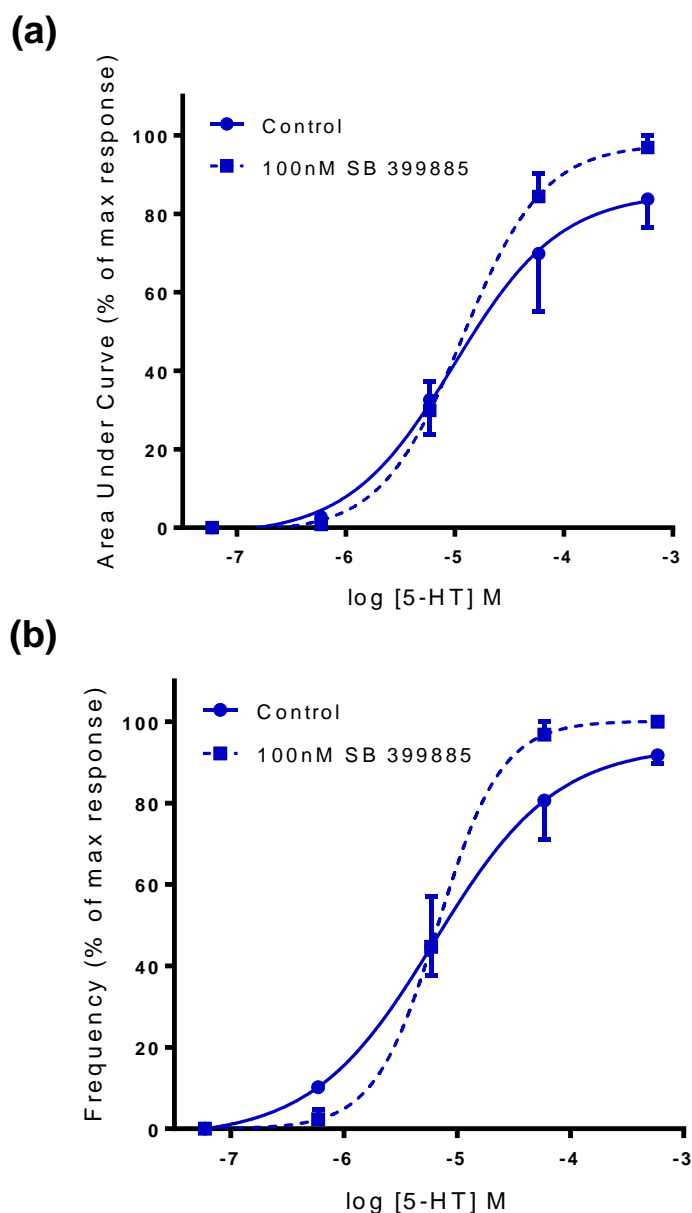 (a)
Area Under Curve (% of max response)
100
80
60
40
20
0
Control
100nM SB 399885
-7
-6
-5
-4
-3
log [5-HT] M
(b)
Frequency (% of max response)
100
80
60
40
20
0
Control
100nM SB 399885
-7
-6
-5
-4
-3
log [5-HT] M